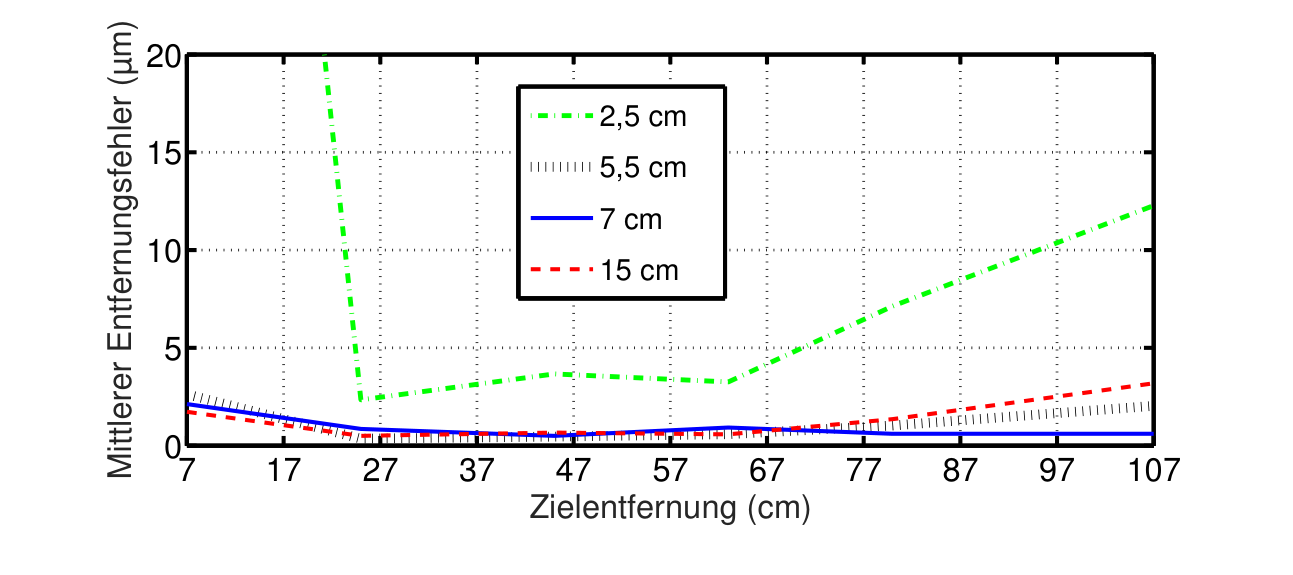 Mittlerer Entfernungsfehler (µm)
20
15
10
5
0
2,5 cm
5,5 cm
7 cm
15 cm
7 17 27 37 47 57 67 77 87 97 107
Zielentfernung (cm)